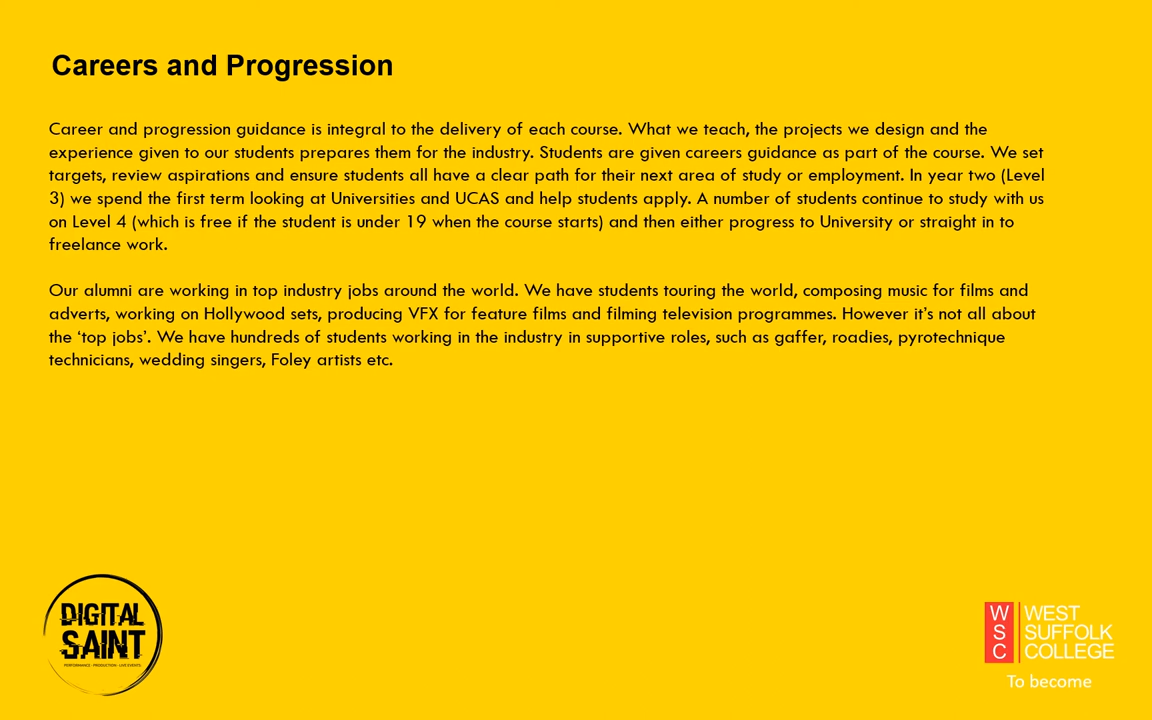 Careers and Progression
Career and progression guidance is integral to the delivery of each course. What we teach, the projects we design and the
experience given to our students prepares them for the industry. Students are given careers guidance as part of the course. We set
targets, review aspirations and ensure students all have a clear path for their next area of study or employment. In year two (Level
3) we spend the first term looking at Universities and UCAS and help students apply. A number of students continue to study with us
on Level 4 (which is free if the student is under 19 when the course starts) and then either progress to University or straight in to
freelance work.
Our alumni are working in top industry jobs around the world. We have students touring the world, composing music for films and
adverts, working on Hollywood sets, producing VFX for feature films and filming television programmes. However it's not all about
the ‘top jobs’. We have hundreds of students working in the industry in supportive roles, such as gaffer, roadies, pyrotechnique
technicians, wedding singers, Foley artists etc.
DIGITAL
SAINT
PERFORMANCE · PRODUCTION · LIVE EVENTS
W WEST
S SUFFOLK
C COLLEGE
To become